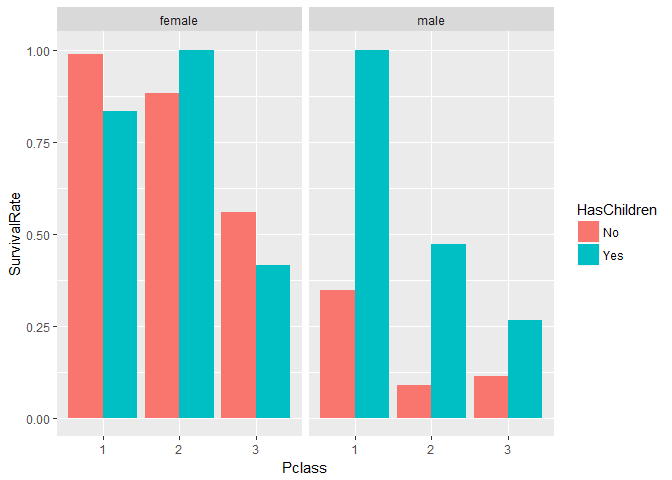 female male
1.00
0.75
0.50
0.25
0.00
SurvivalRate
1 2 3 1 2 3
Pclass
HasChildren
No
Yes